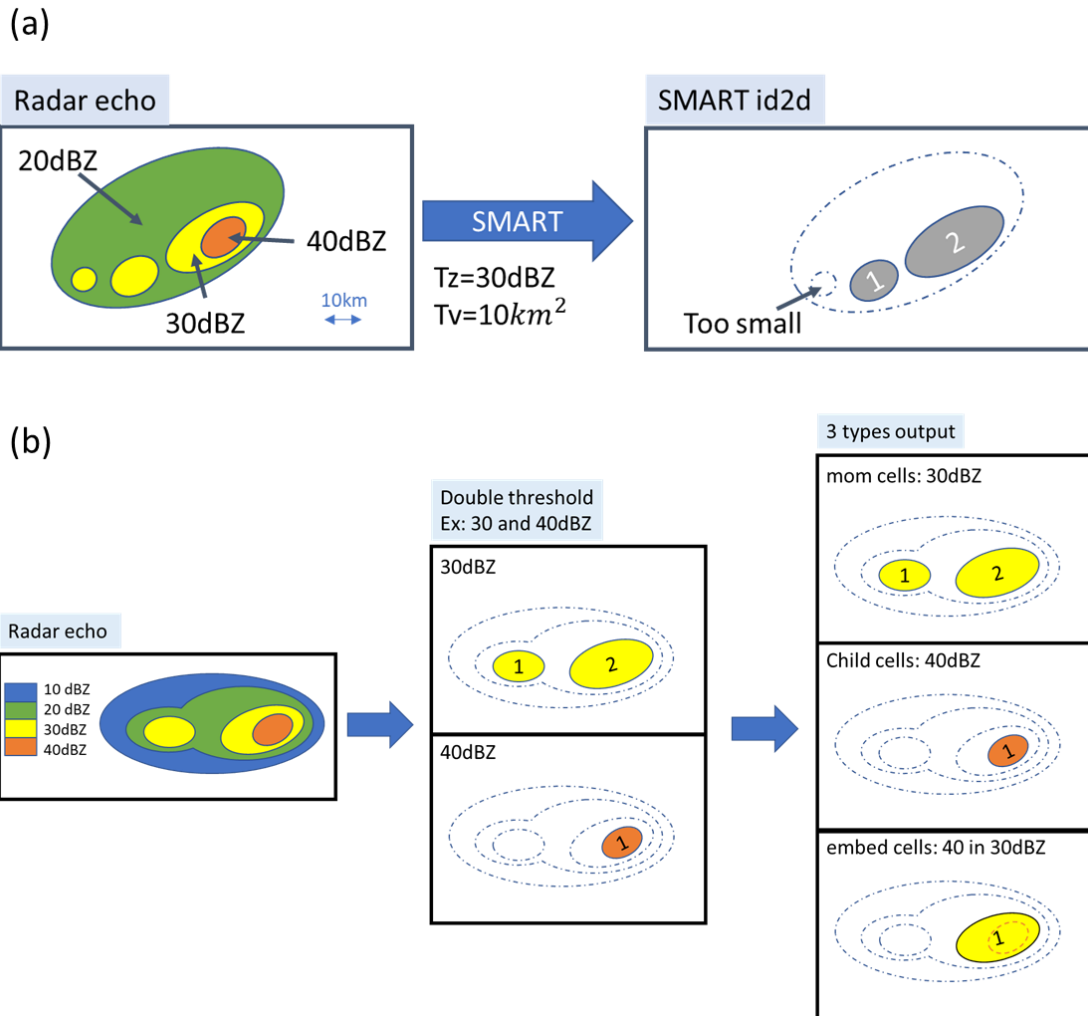 (a)
Radar echo
SMART id2d
20dBZ
40dBZ
30dBZ
10km
SMART
Tz=30dBZ
Tv=10km²
1
2
Too small
(b)
Radar echo
10 dBZ
20 dBZ
30dBZ
40dBZ
Double threshold
Ex: 30 and 40dBZ
30dBZ
1
2
40dBZ
1
3 types output
mom cells: 30dBZ
1
2
Child cells: 40dBZ
1
embed cells: 40 in 30dBZ
1